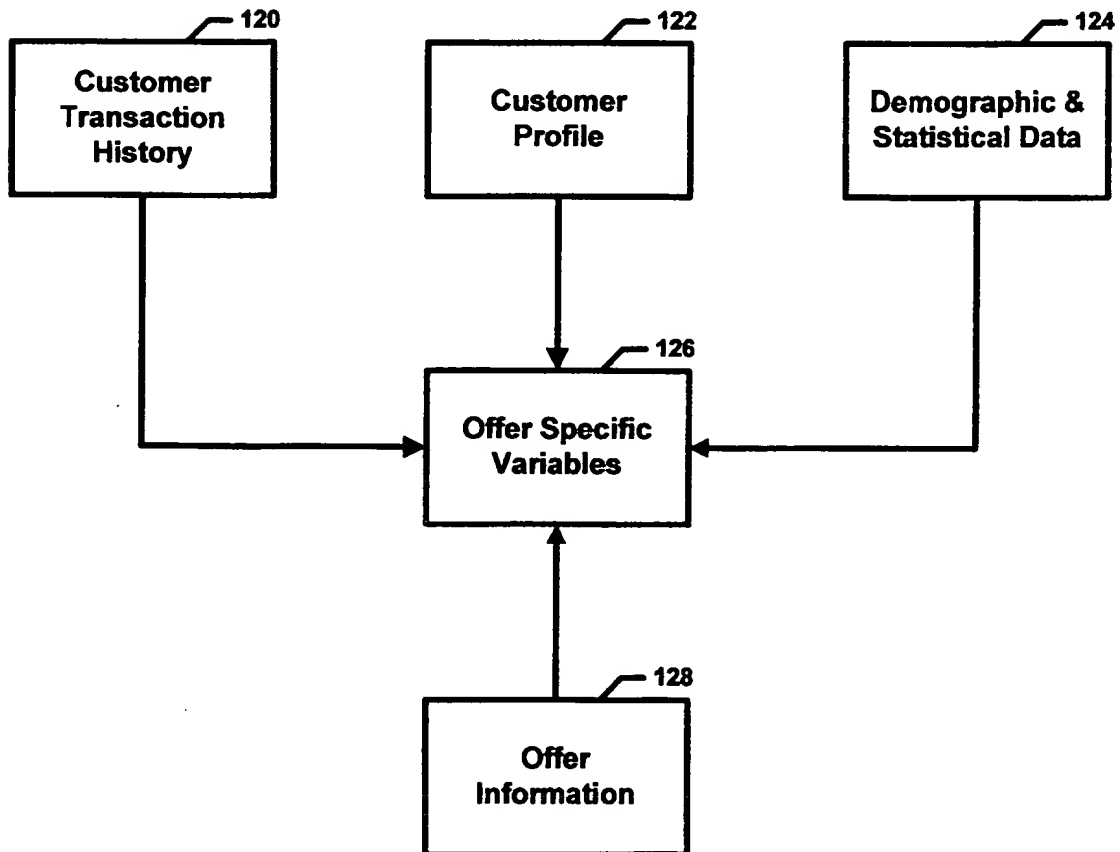 120
122
124
Customer
Transaction
History
Customer
Profile
Demographic &
Statistical Data
126
Offer Specific
Variables
128
Offer
Information